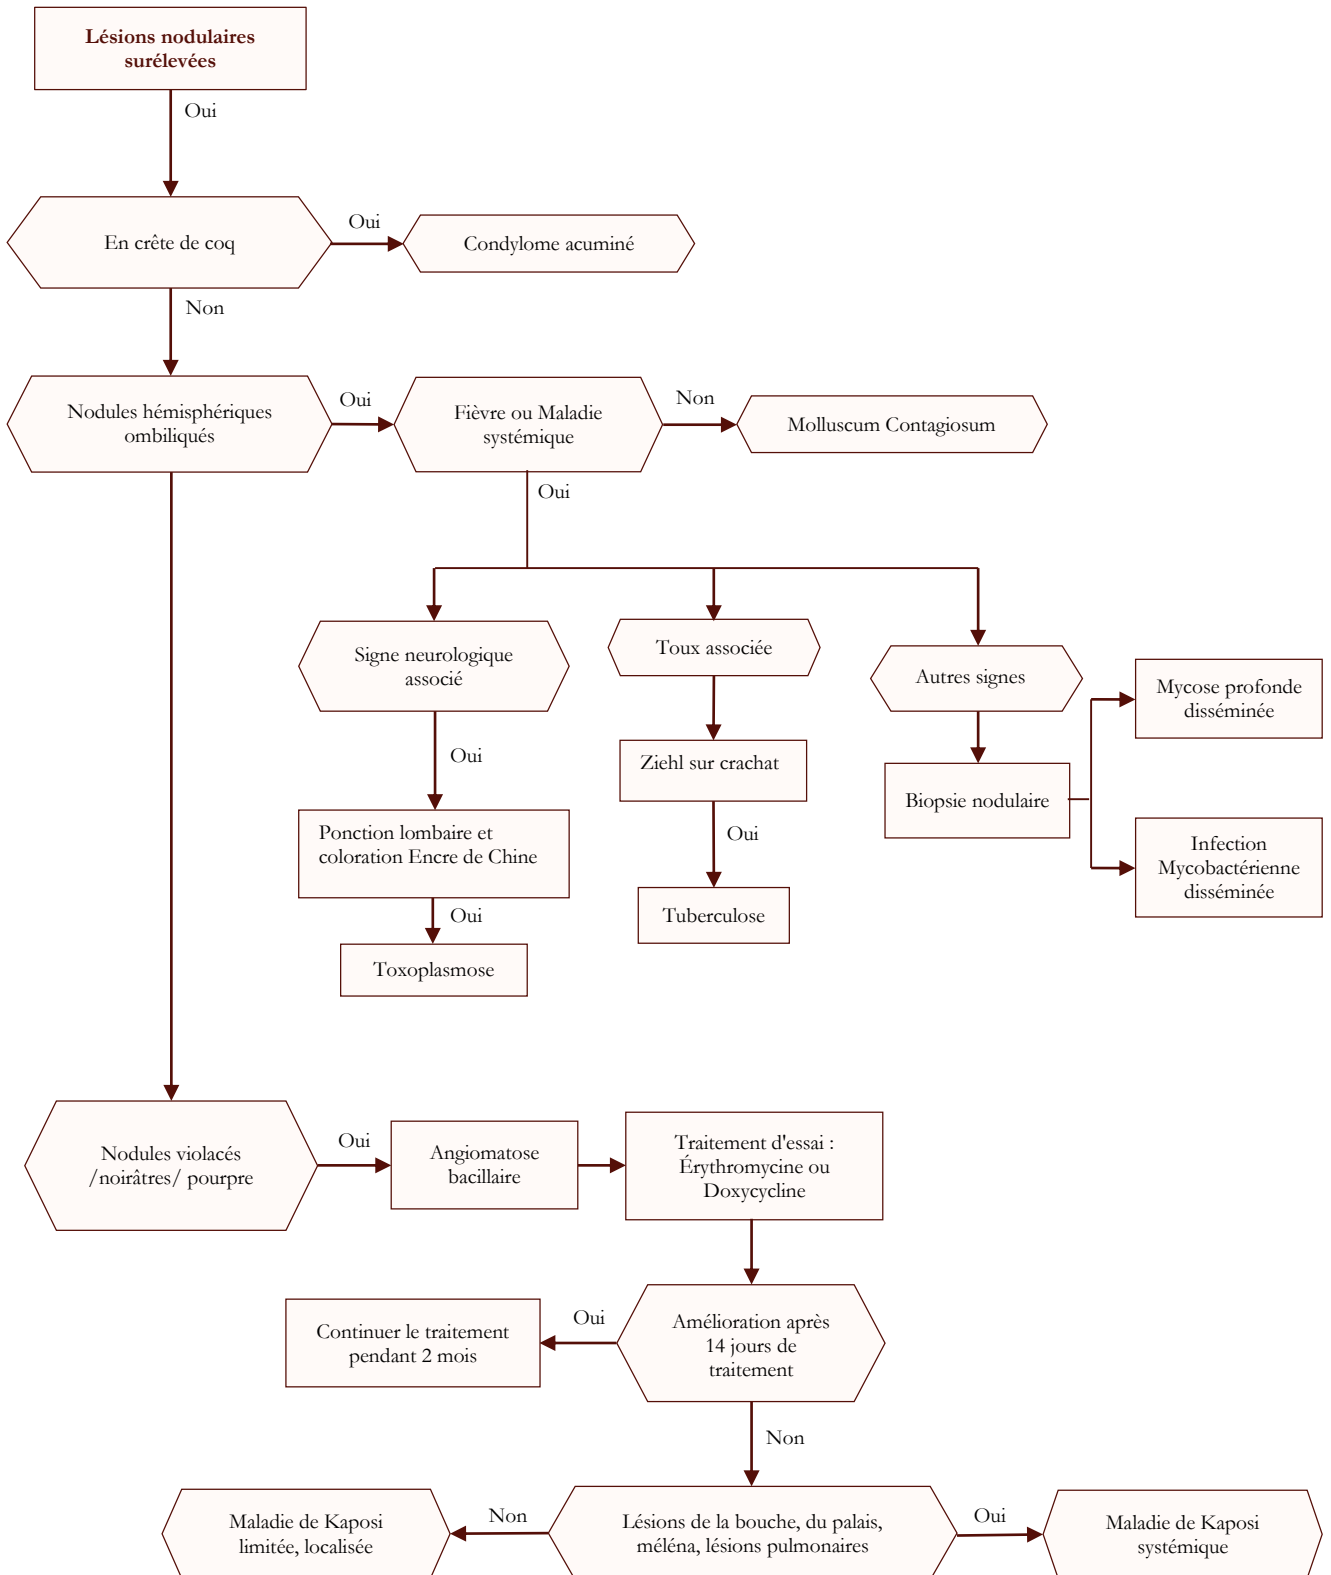 Lésions nodulaires
surélevées
Oui
En crête de coq
Oui
Condylome acuminé
Non
Nodules hémisphériques
ombiliqués
Oui
Fièvre ou Maladie
systémique
Non
Molluscum Contagiosum
Oui
Signe neurologique
associé
Toux associée
Autres signes
Mycose profonde
disséminée
Oui
Ziehl sur crachat
Biopsie nodulaire
Ponction lombaire et
coloration Encre de Chine
Oui
Infection
Mycobactérienne
disséminée
Oui
Tuberculose
Toxoplasmose
Nodules violacés
/noirâtres/ pourpre
Oui
Angiomatose
bacillaire
Traitement d'essai :
Érythromycine ou
Doxycycline
Continuer le traitement
pendant 2 mois
Oui
Amélioration après
14 jours de
traitement
Non
Maladie de Kaposi
limitée, localisée
Non
Lésions de la bouche, du palais,
méléna, lésions pulmonaires
Oui
Maladie de Kaposi
systémique